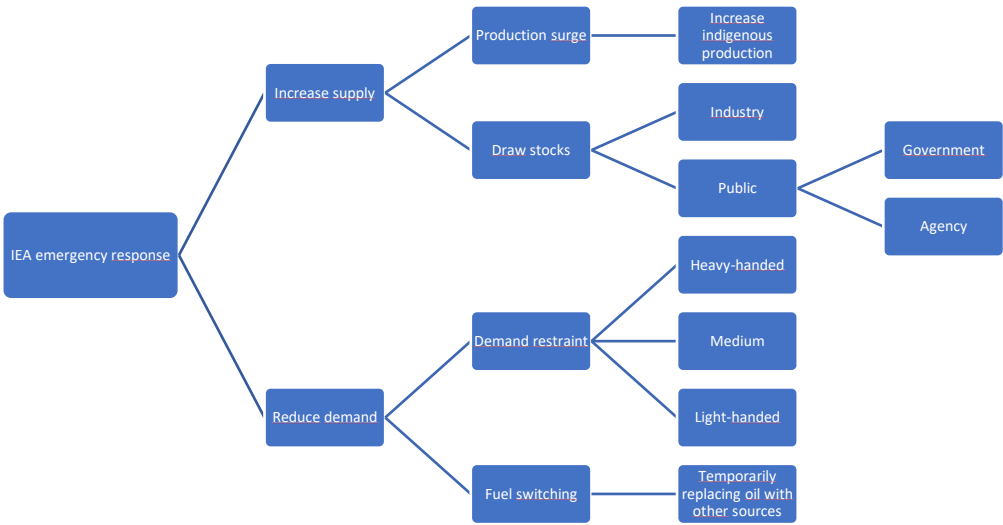 IEA emergency response
Increase supply
Production surge
Increase
indigenous
production
Draw stocks
Industry
Public
Government
Agency
Reduce demand
Demand restraint
Heavy-handed
Medium
Light-handed
Fuel switching
Temporarily
replacing oil with
other sources